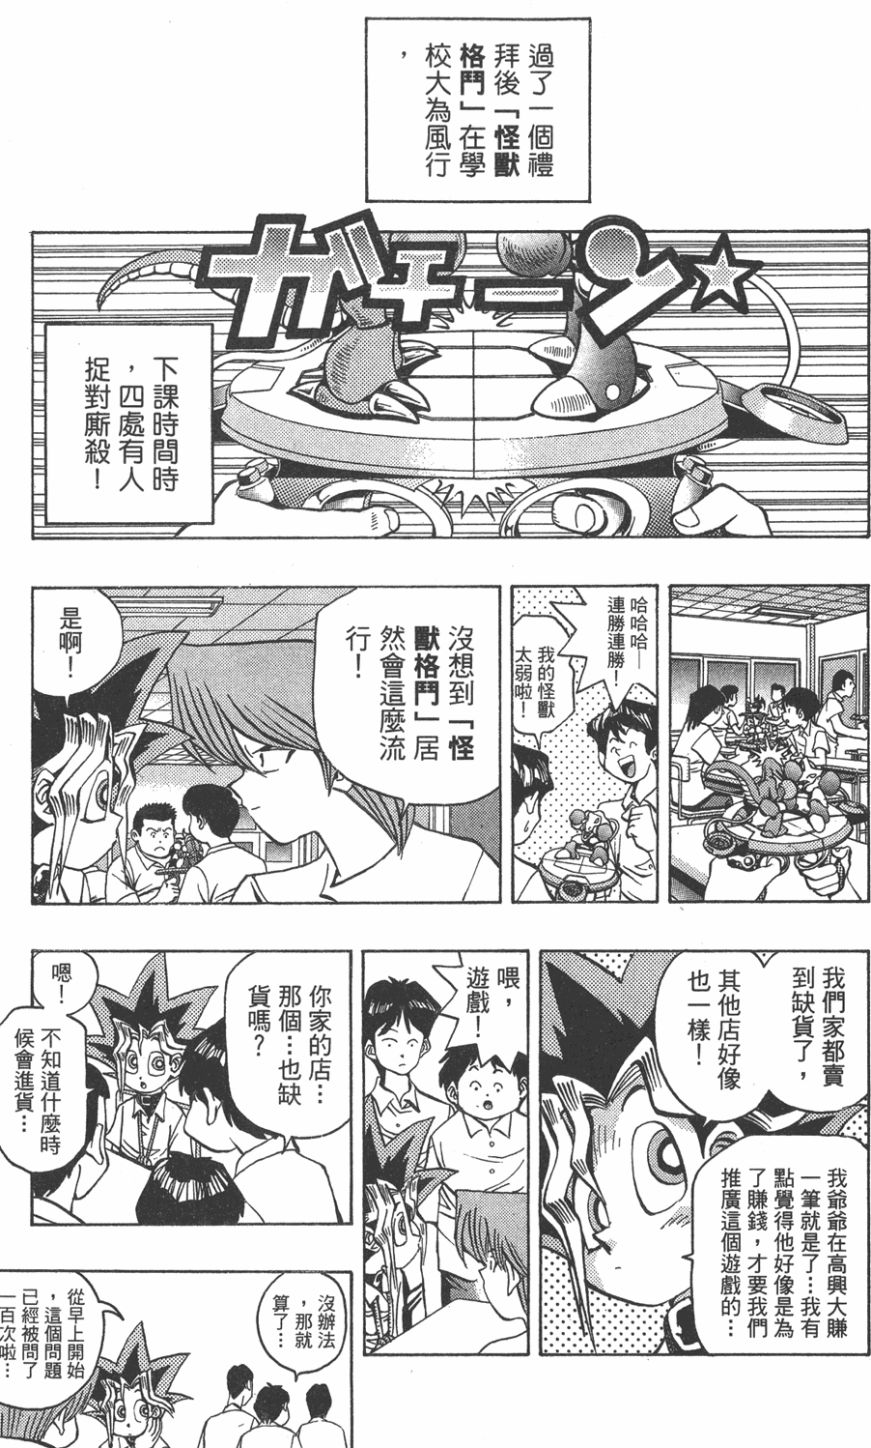 過了一個禮
拜後「怪獸
格鬥」在學
校大為風行
，
ガチーン☆
下課時間時
，四處有人
捉對廝殺！
哈哈哈—
連勝連勝！
我的怪獸
太弱啦！
沒想到「怪
獸格鬥」居
然會這麼流
行！
是啊！
我們家都賣
到缺貨了，
其他店好像
也一樣！
我爺爺在高興大賺
一筆就是了…我有
點覺得他好像是為
了賺錢，才要我們
推廣這個遊戲的…
喂，
遊戲！
你家的店…
那個…也缺
貨嗎？
嗯！
不知道什麼時
候會進貨…
沒辦法
，那就
算了…
從早上開始
，這個問題
已經被問了
一百次啦…